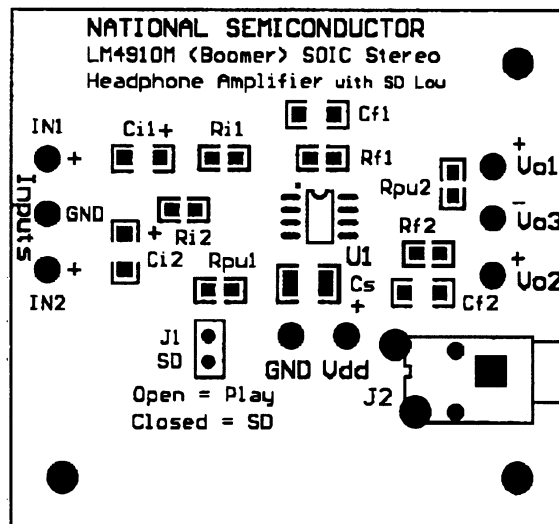 NATIONAL SEMICONDUCTOR
LM4910M (Boomer) SOIC Stereo
Headphone Amplifier with SD Low
Cf1
IN1
Ci1+
Ri1
+
Rf1
Rpu2
+
Vo1
Inputs
GND
Ri2
+
Ci2
U1
Rf2
-
Vo3
+
Vo2
IN2
+
Rpu1
Cs
+
Cf2
J1
SD
GND Vdd
J2
Open = Play
Closed = SD